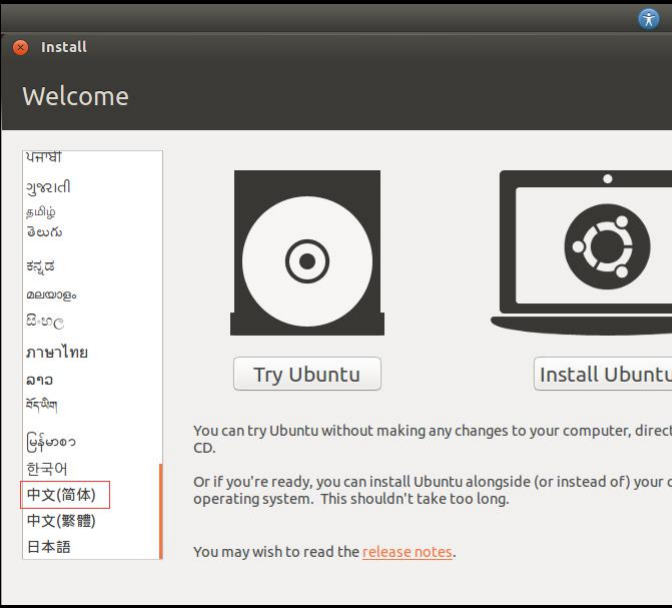 Install
Welcome
ਪੰਜਾਬੀ
ગુજરાતી
தமிழ்
తెలుగు
ಕನ್ನಡ
മലയാളം
සිංහල
ภาษาไทย
ລາວ
བོད་ཡིག
မြန်မာစာ
한국어
中文(简体)
中文(繁體)
日本語
Try Ubuntu
Install Ubuntu
You can try Ubuntu without making any changes to your computer, direct
CD.
Or if you're ready, you can install Ubuntu alongside (or instead of) your c
operating system. This shouldn't take too long.
You may wish to read the release notes.